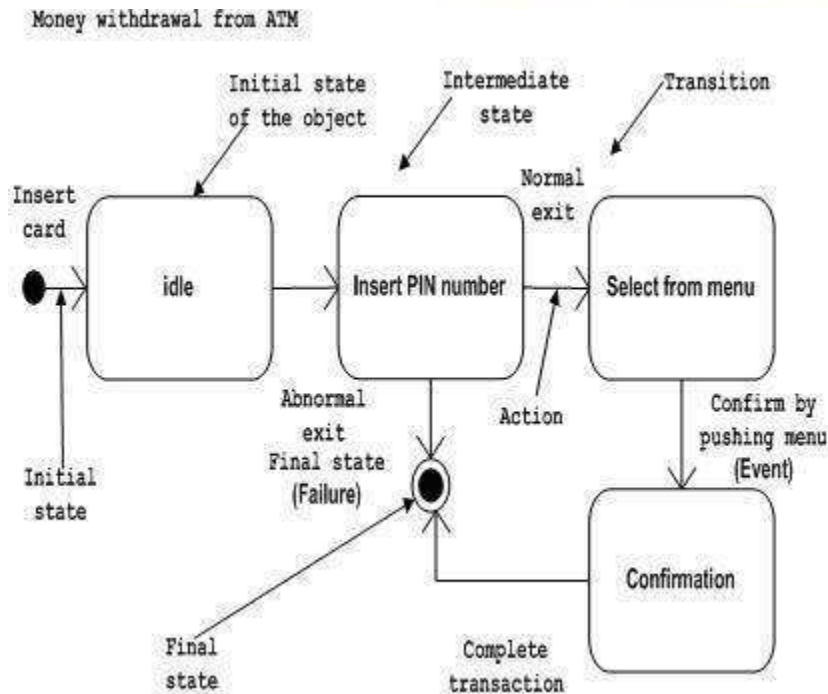 Money withdrawal from ATM
Initial state
of the object
Intermediate
state
Transition
Insert
card
Normal
exit
idle
Insert PIN number
Select from menu
Abnormal
exit
Final state
(Failure)
Action
Confirm by
pushing menu
(Event)
Initial
state
Confirmation
Final
state
Complete
transaction